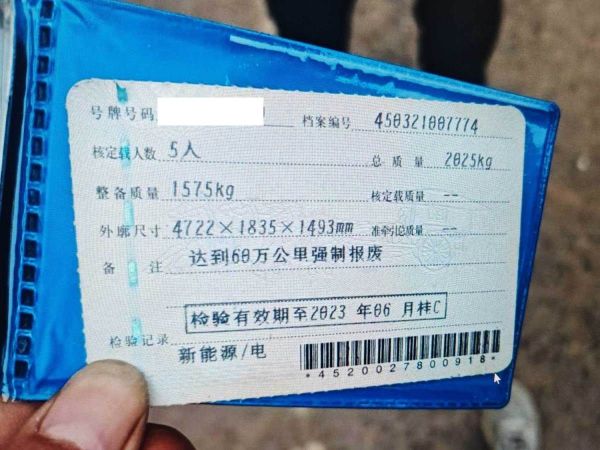 号牌号码 档案编号 450321007774
核定载人数 5人 总质量 2025kg
整备质量 1575kg 核定载质量 --
外廓尺寸 4722×1835×1493mm 准牵引总质量 --
备注 达到60万公里强制报废
检验有效期至2023 年06 月桂C
检验记录
新能源/电
*4520027800918*